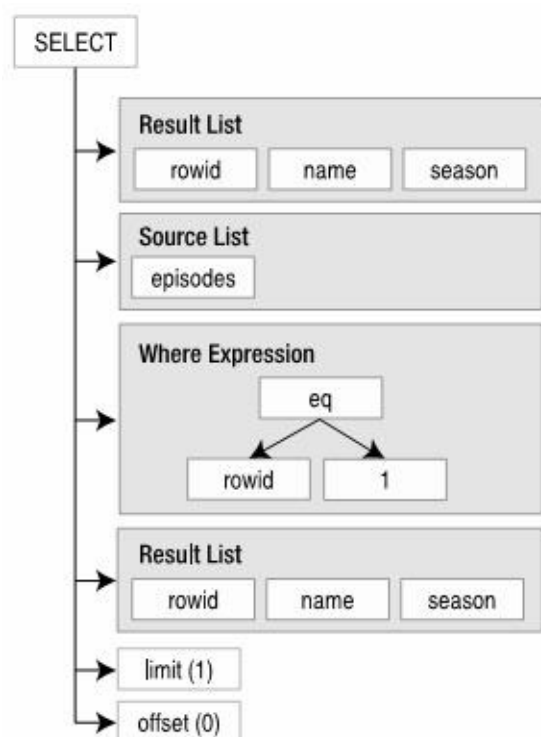 SELECT
Result List
rowid name season
Source List
episodes
Where Expression
eq
rowid 1
Result List
rowid name season
limit (1)
offset (0)